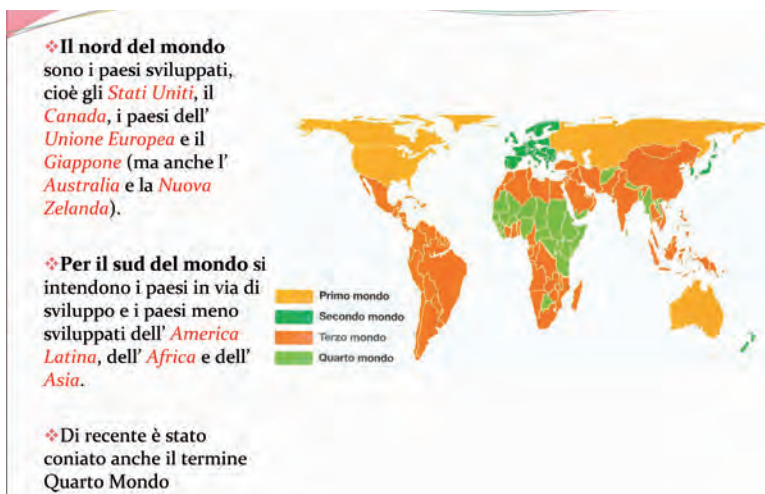 ❖Il nord del mondo
sono i paesi sviluppati,
cioè gli Stati Uniti, il
Canada, i paesi dell'
Unione Europea e il
Giappone (ma anche l'
Australia e la Nuova
Zelanda).
❖Per il sud del mondo si
intendono i paesi in via di
sviluppo e i paesi meno
sviluppati dell' America
Latina, dell' Africa e dell'
Asia.
❖Di recente è stato
coniato anche il termine
Quarto Mondo
Primo mondo
Secondo mondo
Terzo mondo
Quarto mondo